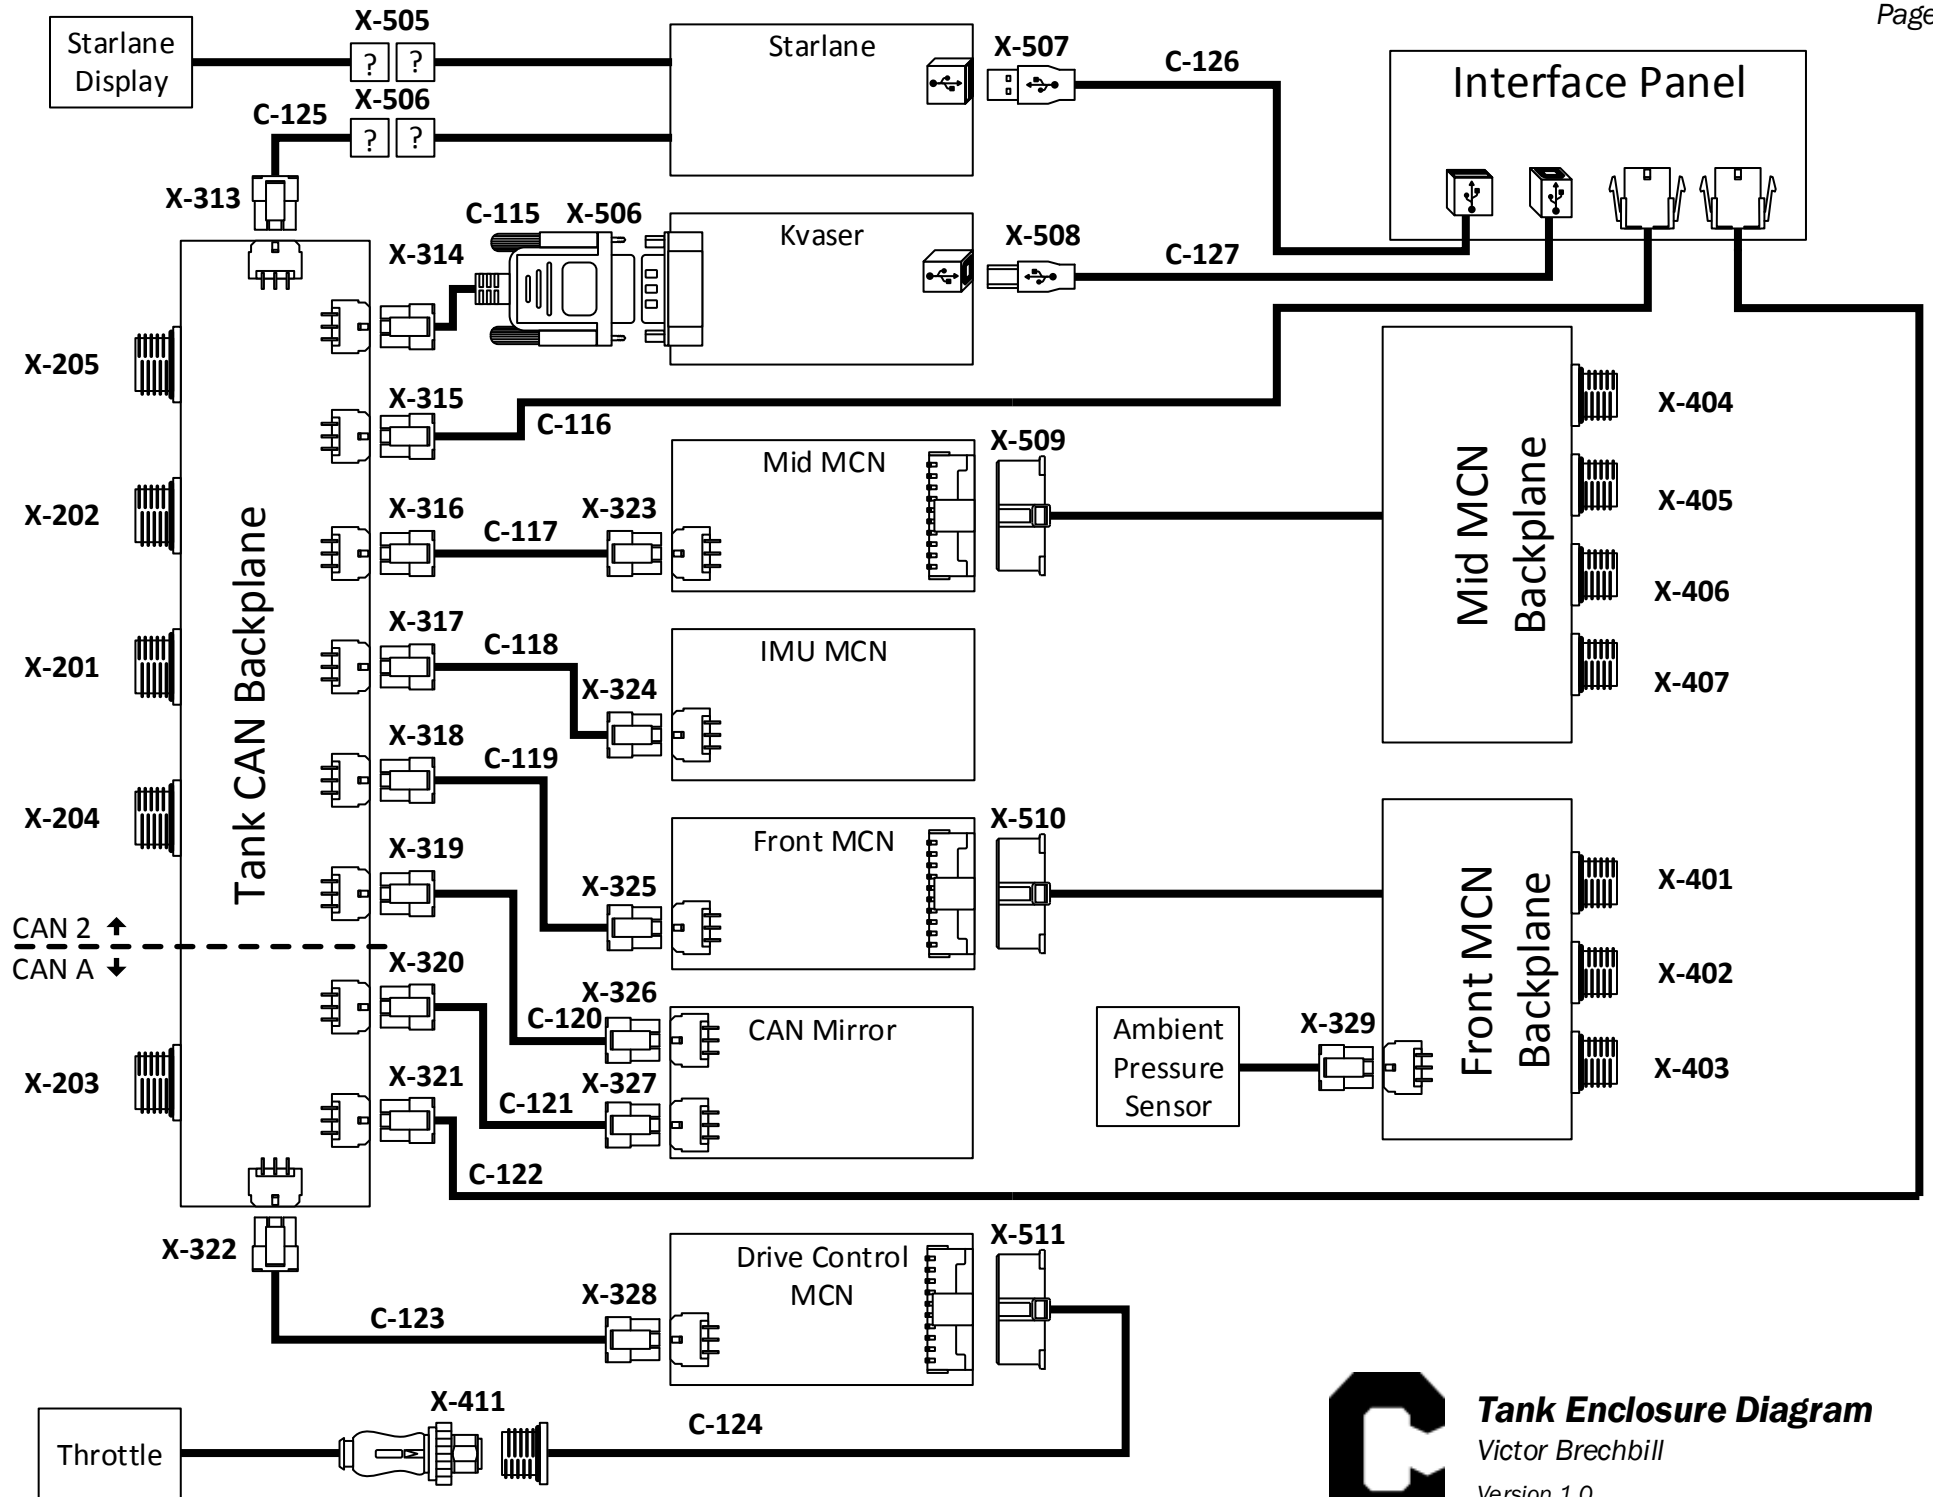 Page
X-505
Starlane
Display
?
?
Starlane
X-507
C-126
Interface Panel
X-506
C-125
?
?
X-313
C-115
X-506
Kvaser
X-508
C-127
X-314
X-205
X-315
C-116
X-404
Mid MCN
X-509
X-405
X-202
X-316
C-117
X-323
Mid MCN
Backplane
X-406
Tank CAN Backplane
X-317
C-118
IMU MCN
X-201
X-324
X-407
X-318
C-119
X-204
Front MCN
X-510
X-319
X-325
X-401
CAN 2
CAN A
X-320
X-326
C-120
CAN Mirror
Front MCN
Backplane
X-402
Ambient
Pressure
Sensor
X-329
X-403
X-203
X-321
X-327
C-121
C-122
X-322
X-511
Drive Control
MCN
X-328
C-123
X-411
C-124
Throttle
Tank Enclosure Diagram
Victor Brechbill
Version 1.0